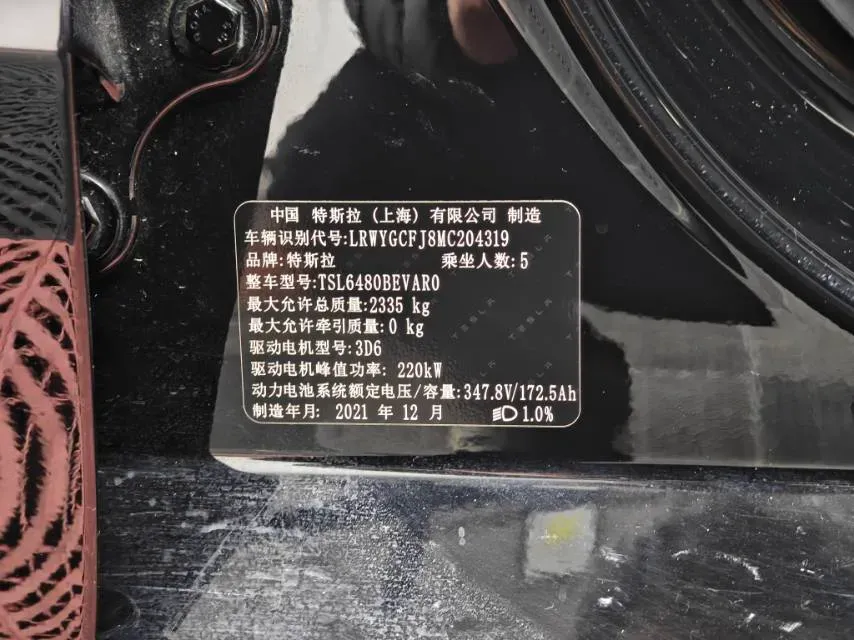 中国 特斯拉（上海）有限公司 制造
车辆识别代号:LRWYGCFJ8MC204319
品牌:特斯拉 乘坐人数:5
整车型号:TSL6480BEVAR0
最大允许总质量:2335 kg
最大允许牵引质量:0 kg
驱动电机型号:3D6
驱动电机峰值功率: 220kW
动力电池系统额定电压/容量:347.8V/172.5Ah
制造年月: 2021 年 12 月 1.0%
TESLA TESLA